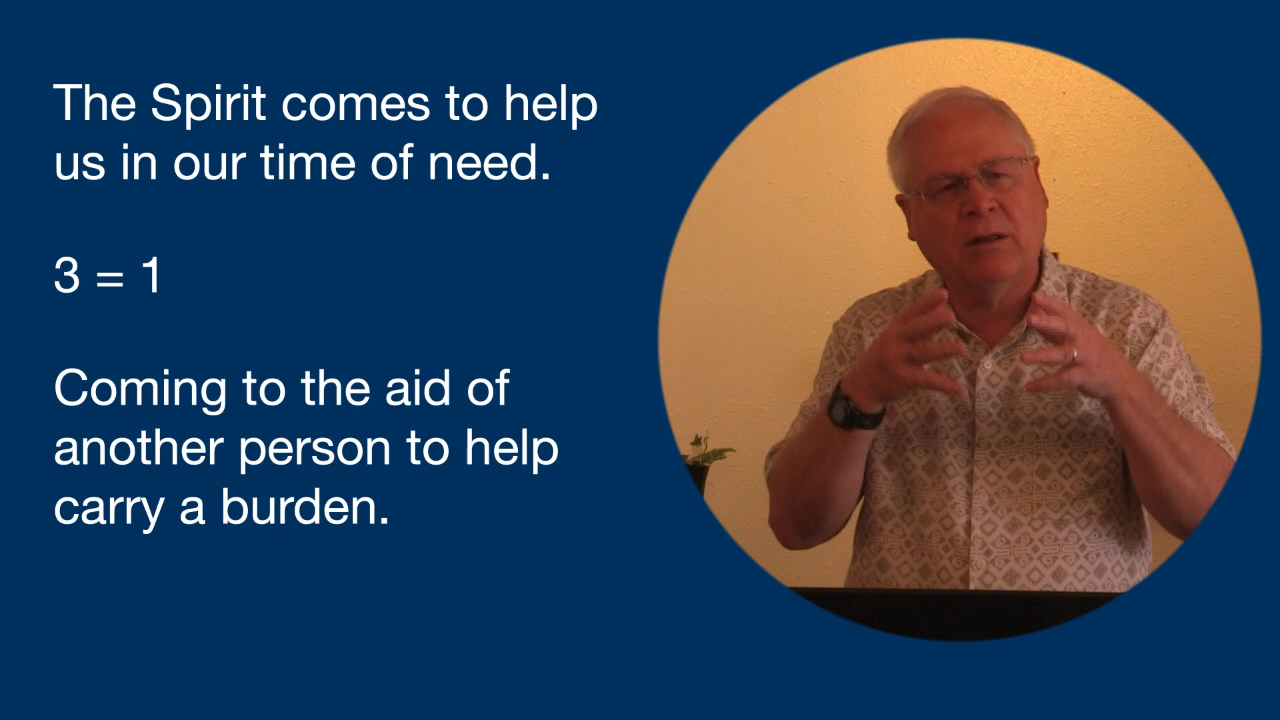 The Spirit comes to help
us in our time of need.
3 = 1
Coming to the aid of
another person to help
carry a burden.